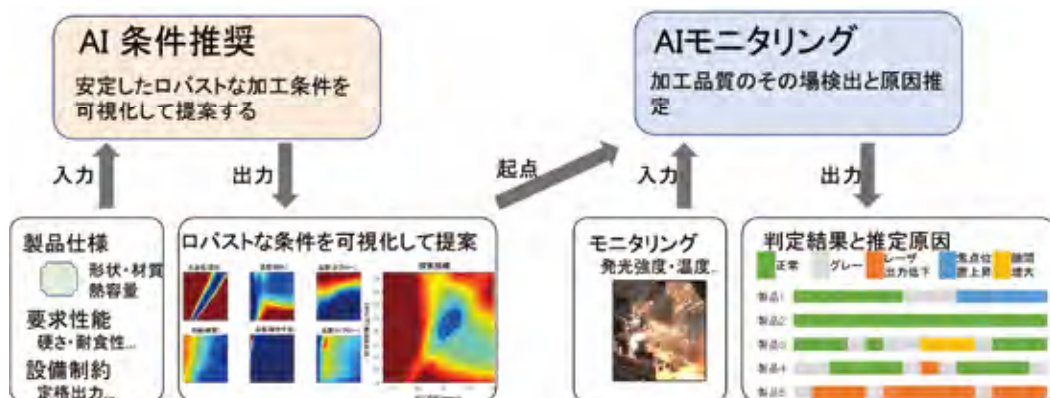 AI 条件推奨
安定したロバストな加工条件を
可視化して提案する
AIモニタリング
加工品質のその場検出と原因推
定
入力
出力
起点
入力
出力
製品仕様
形状・材質
熱容量
要求性能
硬さ・耐食性...
設備制約
定格出力...
ロバストな条件を可視化して提案
モニタリング
発光強度・温度...
判定結果と推定原因
正常
グレー
レーザ
出力低下
焦点位
置上昇
隙間
増大
製品1
製品2
製品3
製品4
製品5